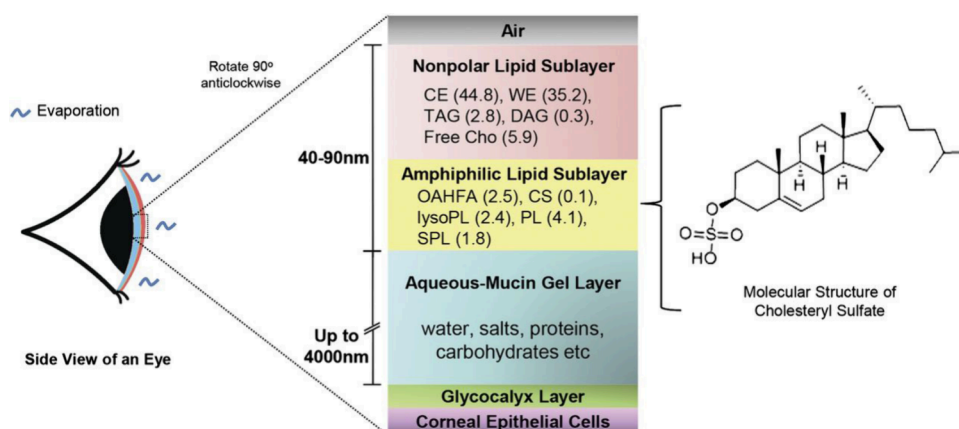 Evaporation
Rotate 90º
anticlockwise
Side View of an Eye
40-90nm
Up to
4000nm
Air
Nonpolar Lipid Sublayer
CE (44.8), WE (35.2),
TAG (2.8), DAG (0.3),
Free Cho (5.9)
Amphiphilic Lipid Sublayer
OAHFA (2.5), CS (0.1),
lysoPL (2.4), PL (4.1),
SPL (1.8)
Aqueous-Mucin Gel Layer
water, salts, proteins,
carbohydrates etc
Glycocalyx Layer
Corneal Epithelial Cells
H
H
H
O
O
S
O
HO
Molecular Structure of
Cholesteryl Sulfate